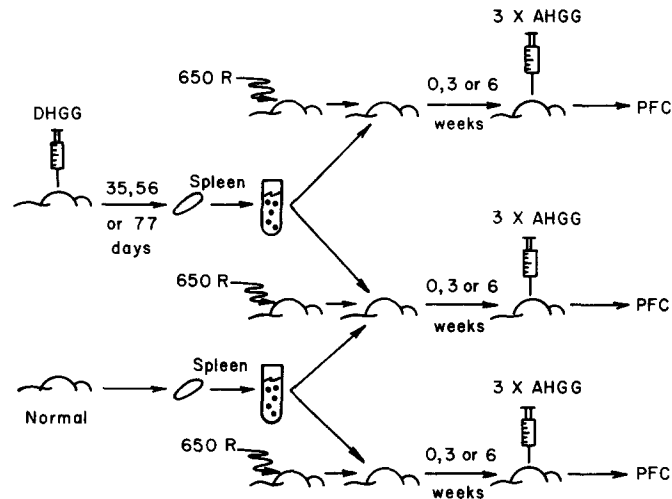 3 X AHGG
650 R
0,3 or 6
weeks
PFC
DHGG
35,56
or 77
days
Spleen
3 X AHGG
650 R
0,3 or 6
weeks
PFC
Normal
Spleen
3 X AHGG
650 R
0,3 or 6
weeks
PFC